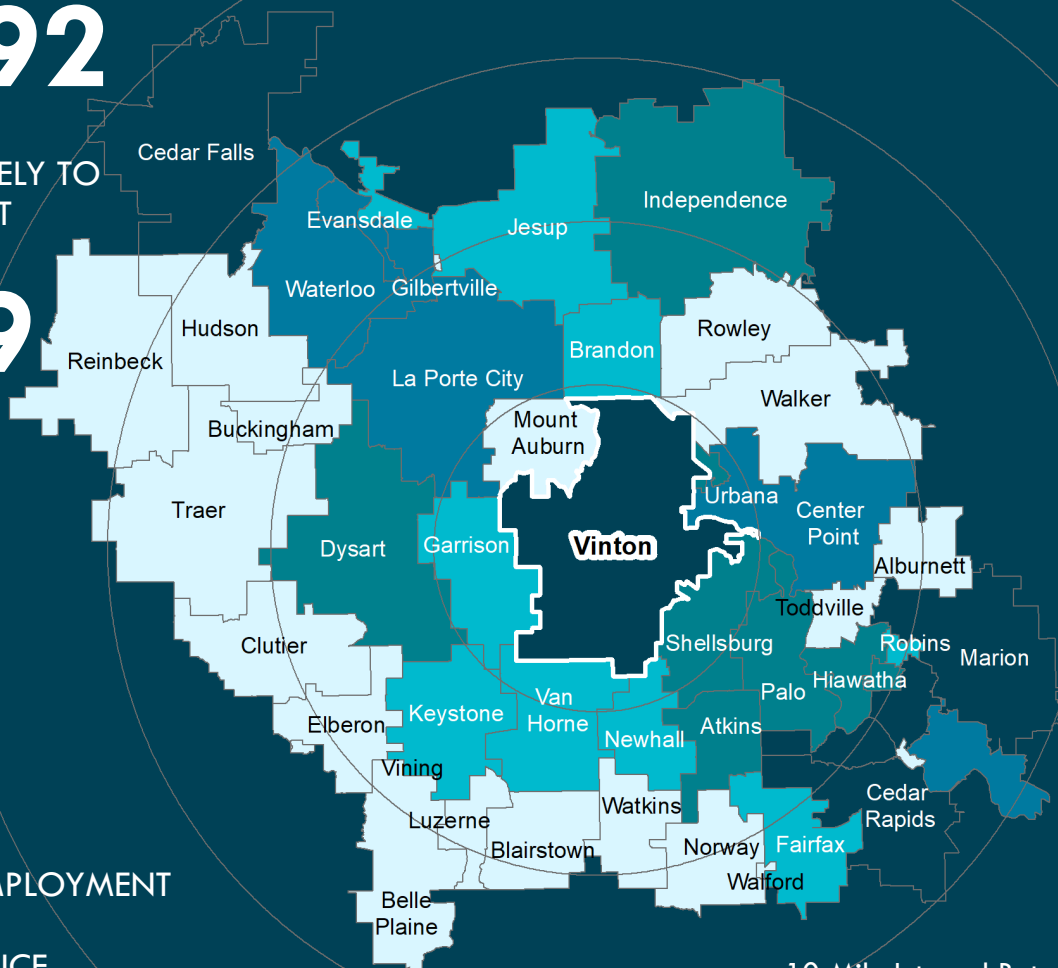 92
ELY TO
T
9
Cedar Falls
Independence
Evansdale
Jesup
Waterloo
Gilbertville
Hudson
Rowley
Reinbeck
Brandon
La Porte City
Walker
Mount
Auburn
Buckingham
Urbana
Traer
Center
Point
Garrison
Vinton
Dysart
Alburnett
Toddville
Clutier
Shellsburg
Robins
Marion
Hiawatha
Palo
Van
Horne
Keystone
Elberon
Atkins
Newhall
Vining
Cedar
Rapids
Watkins
Luzerne
Fairfax
Norway
Blairstown
Walford
MPLOYMENT
Belle
Plaine